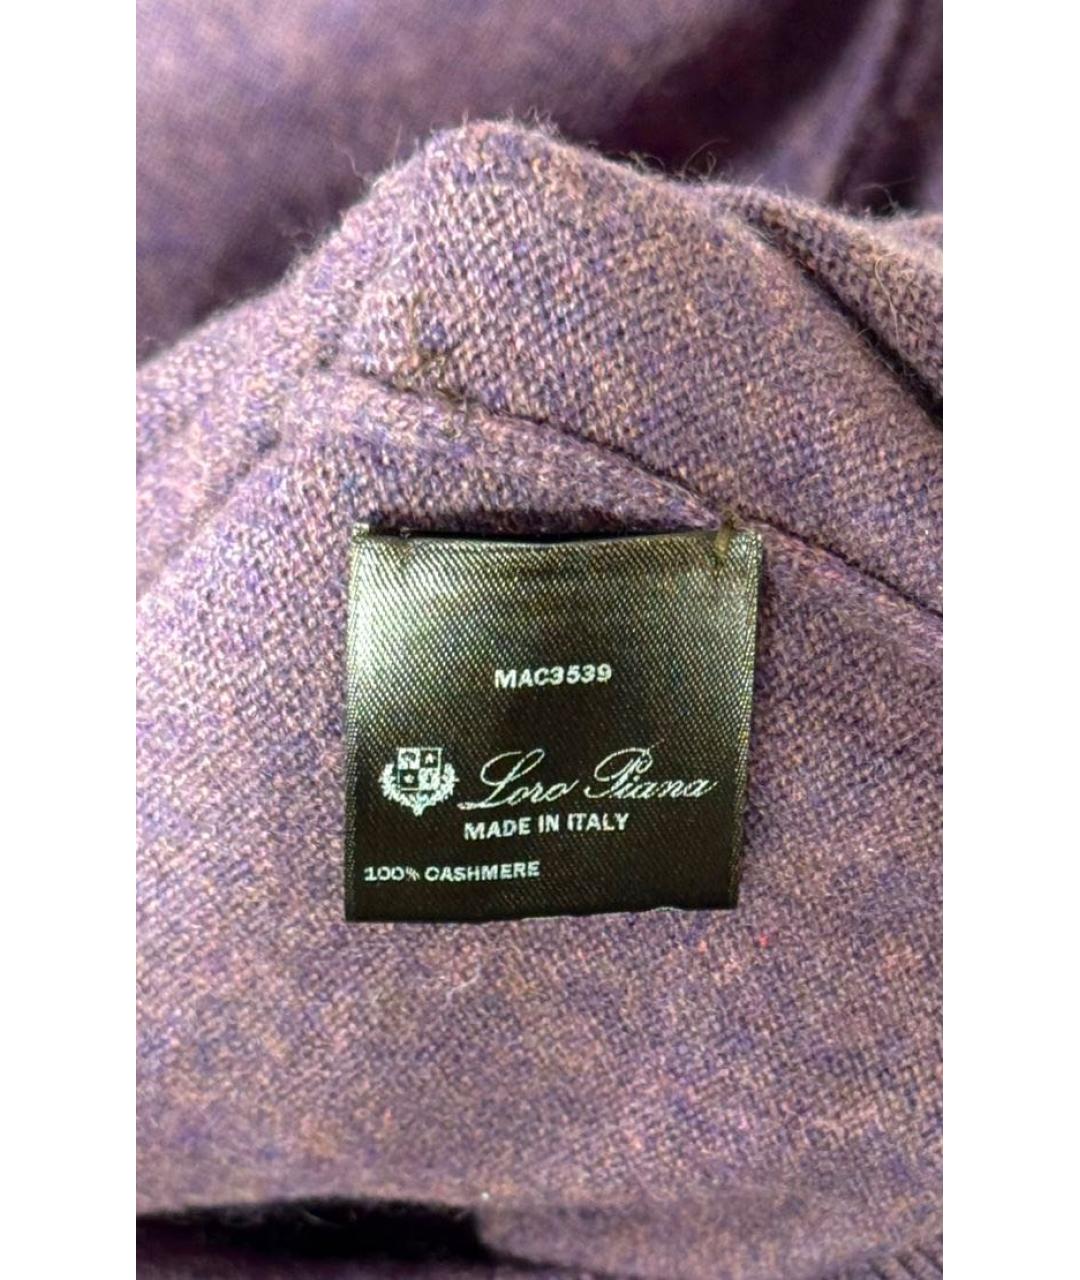 MAC3539
Loro Piana
MADE IN ITALY
100% CASHMERE